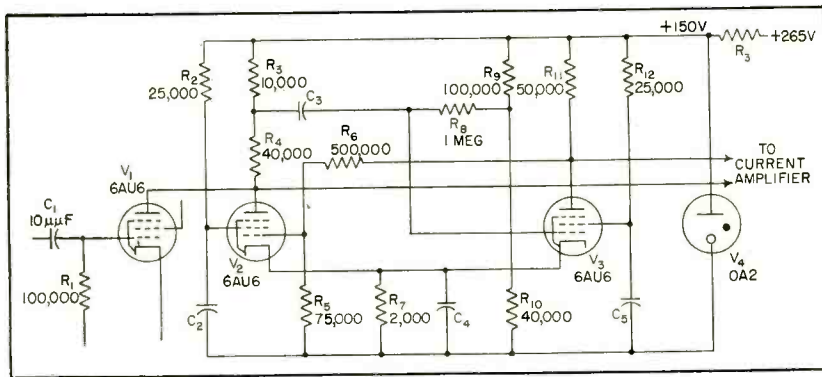 +150V
+265V
R3
R2
25,000
R3
10,000
R9
100,000
R11
50,000
R12
25,000
C3
R8
1 MEG
R4
40,000
R6
500,000
TO
CURRENT
AMPLIFIER
V1
6AU6
C1
10μμF
R1
100,000
V2
6AU6
V3
6AU6
V4
OA2
C2
R5
75,000
R7
2,000
C4
R10
40,000
C5